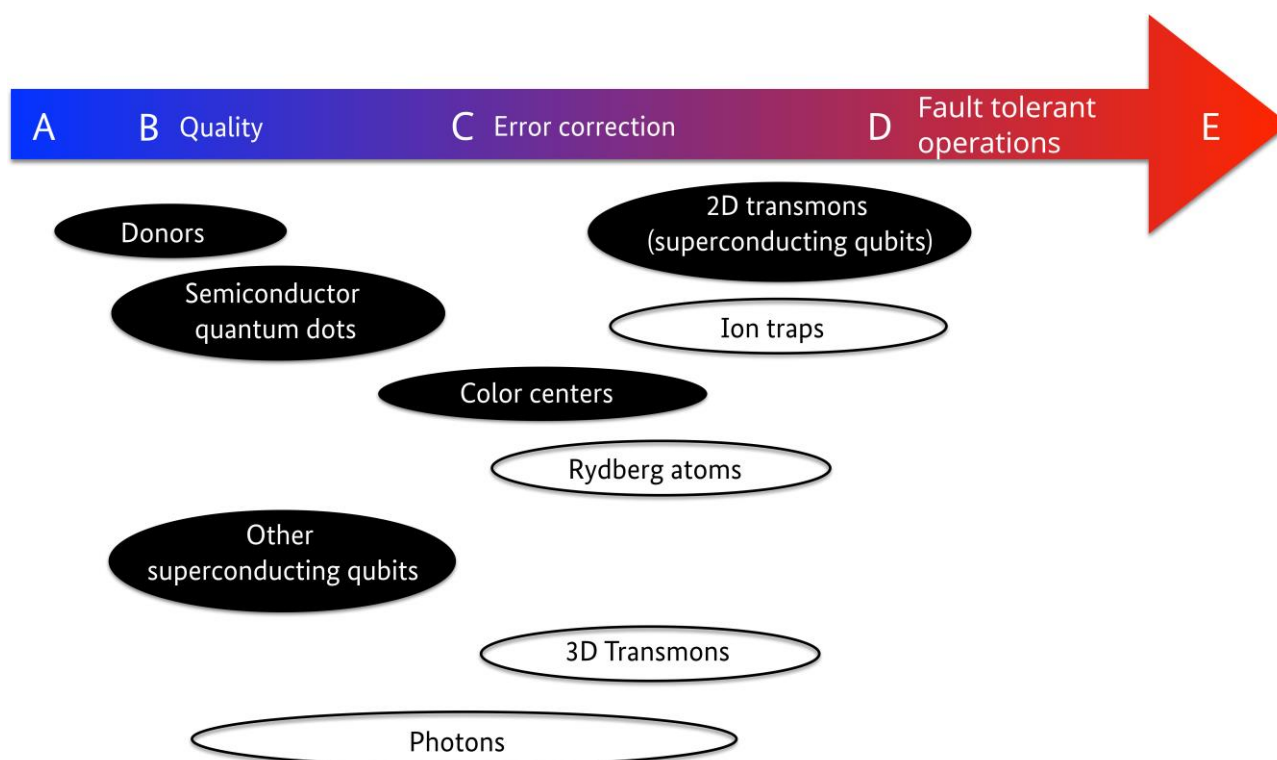 A B Quality C Error correction D Fault tolerant operations E
Donors
2D transmons
(superconducting qubits)
Semiconductor
quantum dots
Ion traps
Color centers
Rydberg atoms
Other
superconducting qubits
3D Transmons
Photons